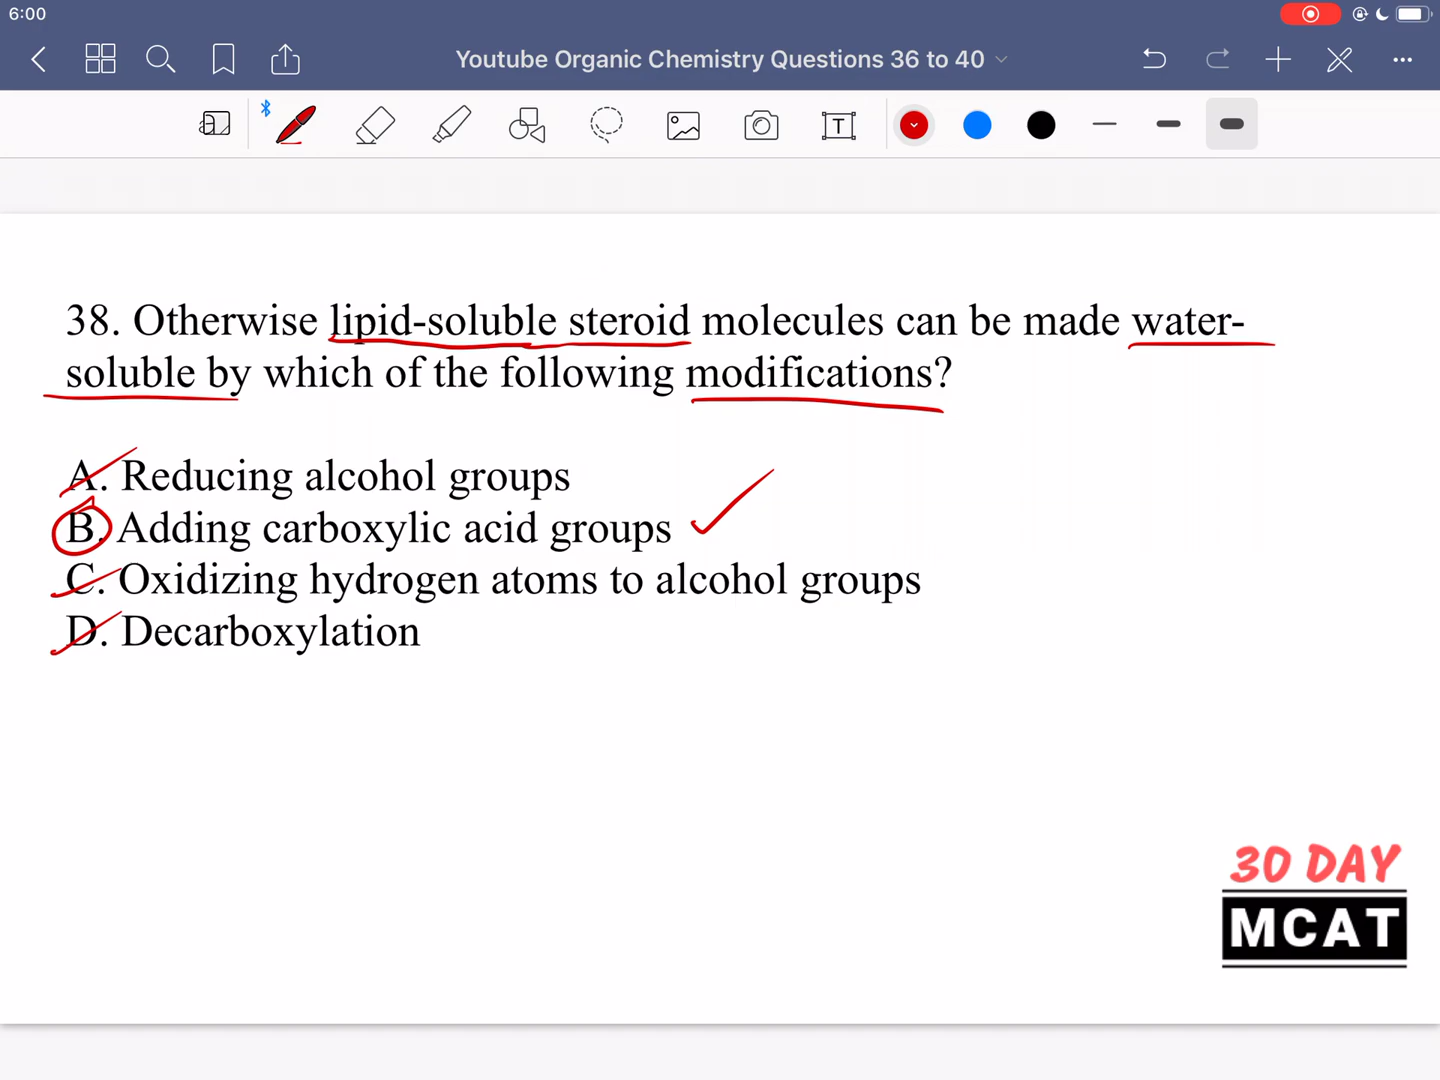 6:00
Youtube Organic Chemistry Questions 36 to 40
T
38. Otherwise lipid-soluble steroid molecules can be made water-
soluble by which of the following modifications?
A. Reducing alcohol groups
B. Adding carboxylic acid groups
C. Oxidizing hydrogen atoms to alcohol groups
D. Decarboxylation
30 DAY
MCAT